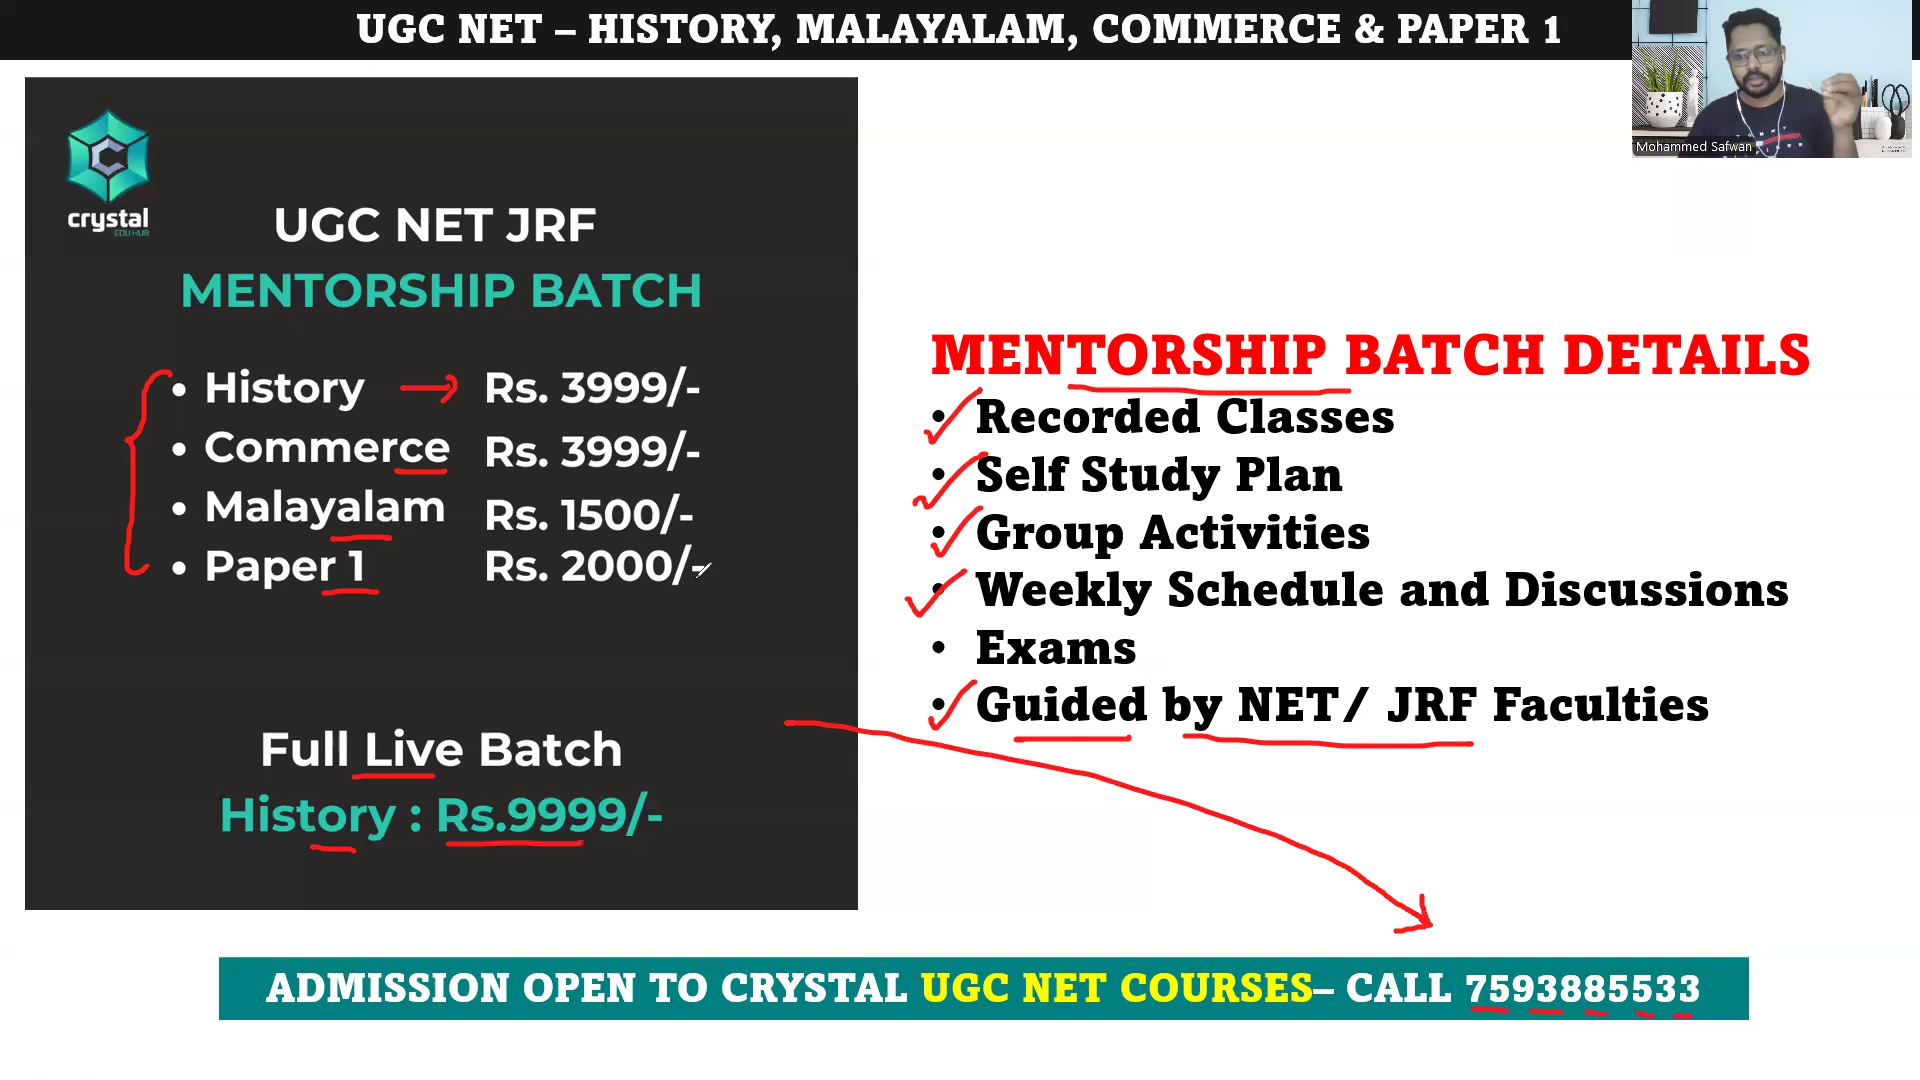 UGC NET – HISTORY, MALAYALAM, COMMERCE & PAPER 1
Mohammed Safwan
crystal
EDU HUB
UGC NET JRF
MENTORSHIP BATCH
• History Rs. 3999/-
• Commerce Rs. 3999/-
• Malayalam Rs. 1500/-
• Paper 1 Rs. 2000/-
Full Live Batch
History : Rs.9999/-
MENTORSHIP BATCH DETAILS
• Recorded Classes
• Self Study Plan
• Group Activities
• Weekly Schedule and Discussions
• Exams
• Guided by NET/ JRF Faculties
ADMISSION OPEN TO CRYSTAL UGC NET COURSES– CALL 7593885533